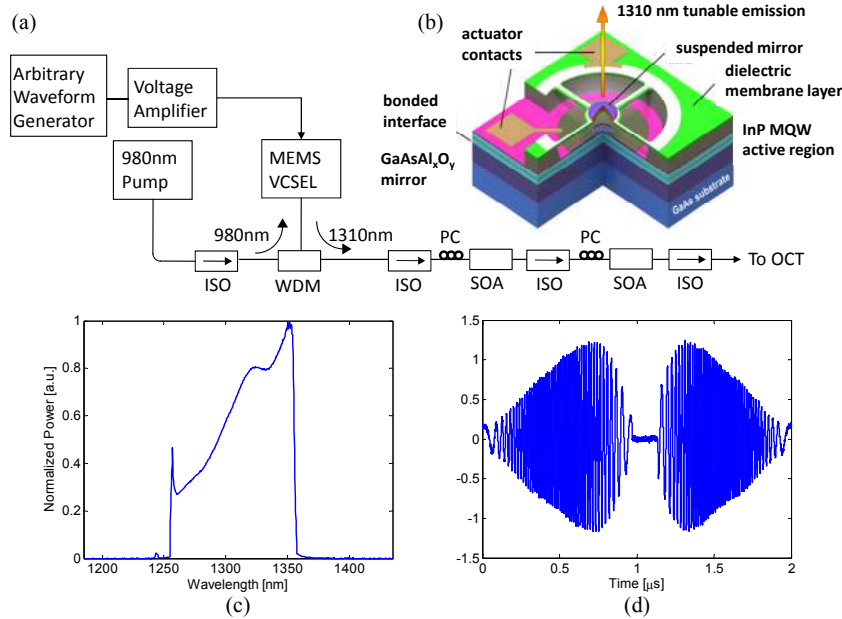 (a)
Arbitrary
Waveform
Generator
Voltage
Amplifier
980nm
Pump
MEMS
VCSEL
980nm
1310nm
ISO
WDM
ISO
PC
SOA
ISO
PC
SOA
ISO
To OCT
(b)
1310 nm tunable emission
actuator
contacts
suspended mirror
dielectric
membrane layer
bonded
interface
InP MQW
active region
GaAsAlₓOᵧ
mirror
GaAs substrate
Normalized Power [a.u.]
1
0.8
0.6
0.4
0.2
0
1200
1250
1300
1350
1400
Wavelength [nm]
(c)
1.5
1
0.5
0
-0.5
-1
-1.5
0
0.5
1
1.5
2
Time [μs]
(d)